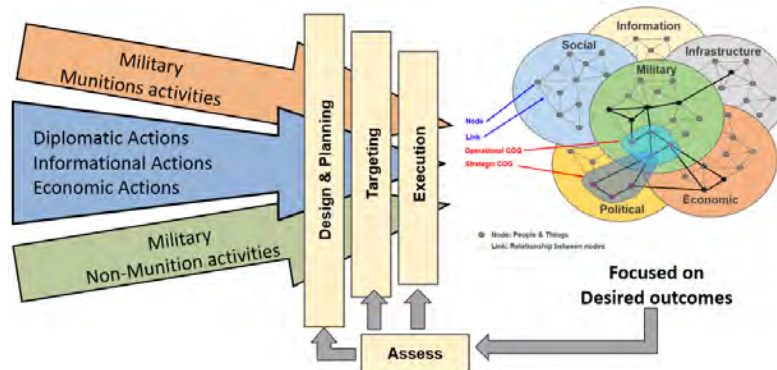 Military
Munitions activities
Diplomatic Actions
Informational Actions
Economic Actions
Military
Non-Munition activities
Design & Planning
Targeting
Execution
Assess
Information
Social
Infrastructure
Military
Node
Link
Operational COG
Strategic COG
Political
Economic
Node: People & Things
Link: Relationship between nodes
Focused on
Desired outcomes